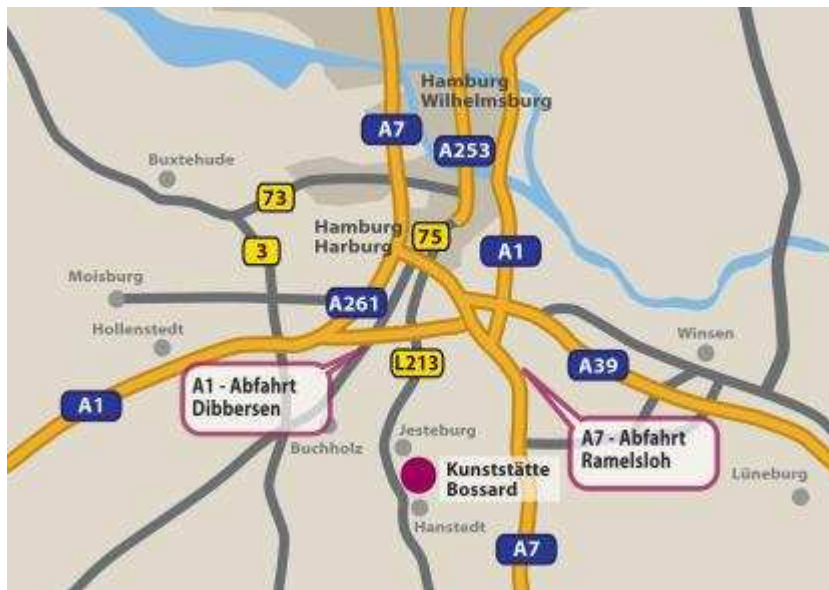 Hamburg
Wilhelmsburg
A7
A253
Buxtehude
73
Hamburg
Harburg
75
3
A1
Moisburg
A261
Hollenstedt
Winsen
L213
A39
A1 - Abfahrt
Dibbersen
A1
A7 - Abfahrt
Ramelsloh
Jesteburg
Buchholz
Kunststätte
Bossard
Lüneburg
Hanstedt
A7